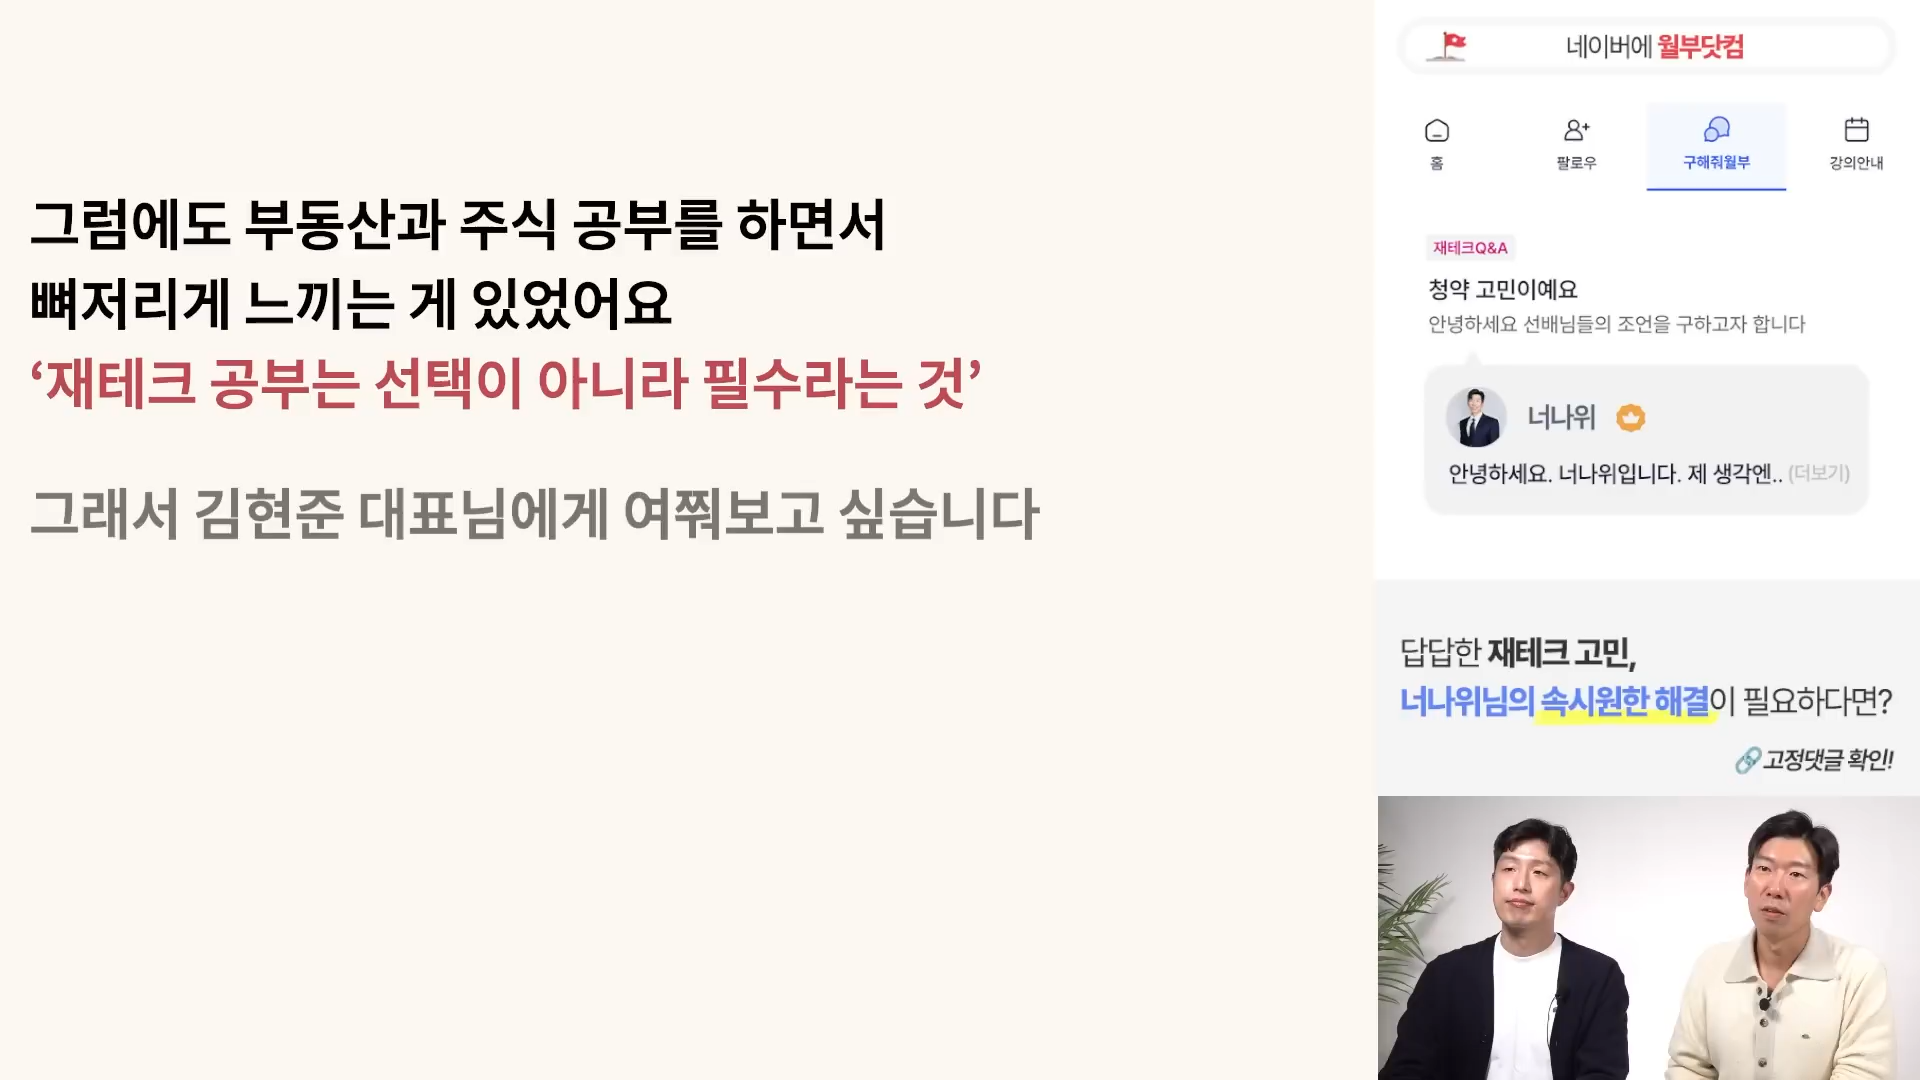 그럼에도 부동산과 주식 공부를 하면서
뼈저리게 느끼는 게 있었어요
‘재테크 공부는 선택이 아니라 필수라는 것’
그래서 김현준 대표님에게 여쭤보고 싶습니다
네이버에 월부닷컴
홈
팔로우
구해줘월부
강의안내
재테크Q&A
청약 고민이예요
안녕하세요 선배님들의 조언을 구하고자 합니다
너나위
안녕하세요. 너나위입니다. 제 생각엔.. (더보기)
답답한 재테크 고민,
너나위님의 속시원한 해결이 필요하다면?
고정댓글 확인!